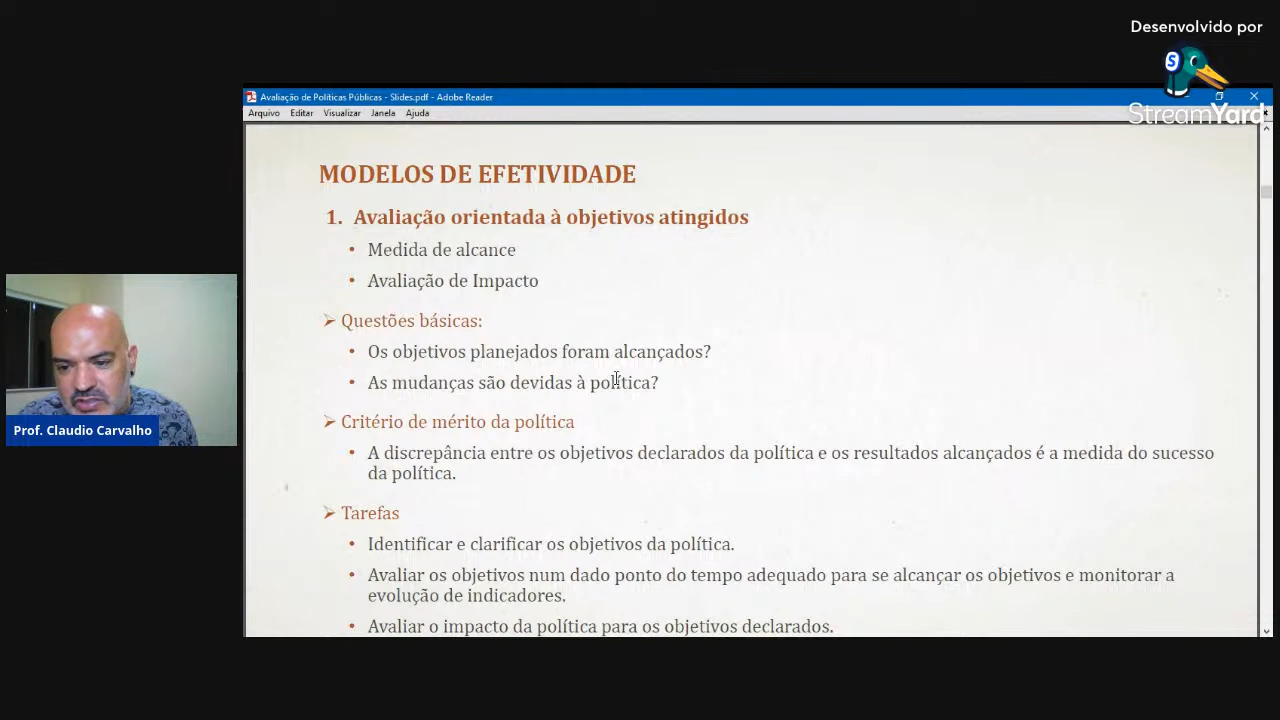 Desenvolvido por
StreamYard
Avaliação de Políticas Públicas - Slides.pdf - Adobe Reader
Arquivo Editar Visualizar Janela Ajuda
MODELOS DE EFETIVIDADE
1. Avaliação orientada à objetivos atingidos
• Medida de alcance
• Avaliação de Impacto
➢ Questões básicas:
• Os objetivos planejados foram alcançados?
• As mudanças são devidas à política?
➢ Critério de mérito da política
• A discrepância entre os objetivos declarados da política e os resultados alcançados é a medida do sucesso
da política.
➢ Tarefas
• Identificar e clarificar os objetivos da política.
• Avaliar os objetivos num dado ponto do tempo adequado para se alcançar os objetivos e monitorar a
evolução de indicadores.
• Avaliar o impacto da política para os objetivos declarados.
Prof. Claudio Carvalho